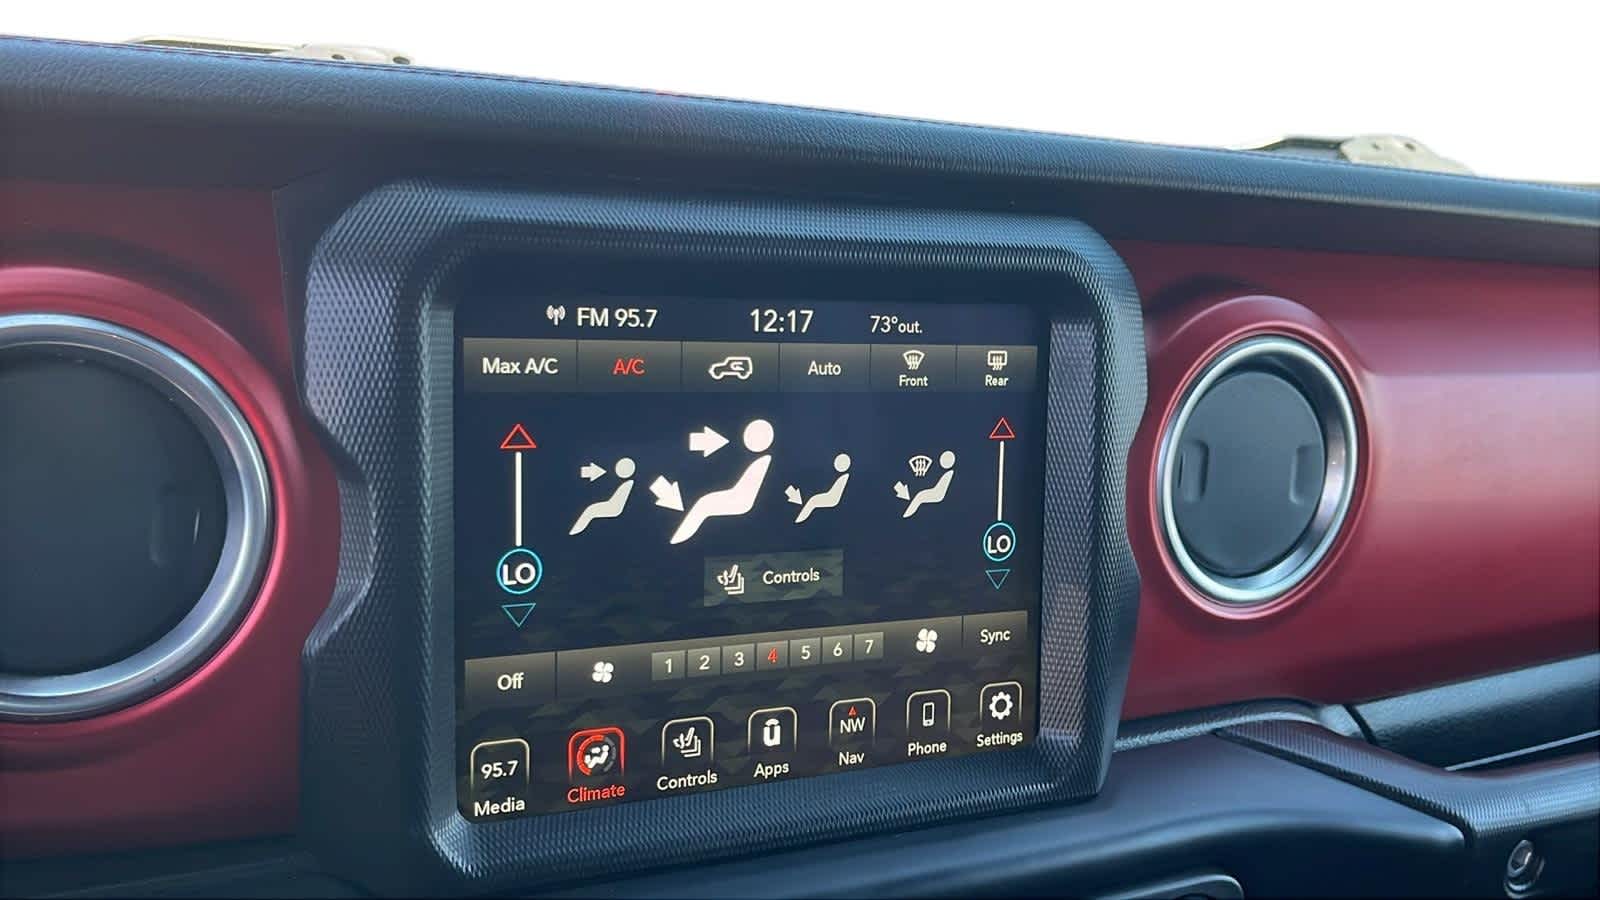 FM 95.7 12:17 73°out.
Max A/C A/C Auto Front Rear
LO LO
Controls
Off 1 2 3 4 5 6 7 Sync
95.7 NW
Media Climate Controls Apps Nav Phone Settings